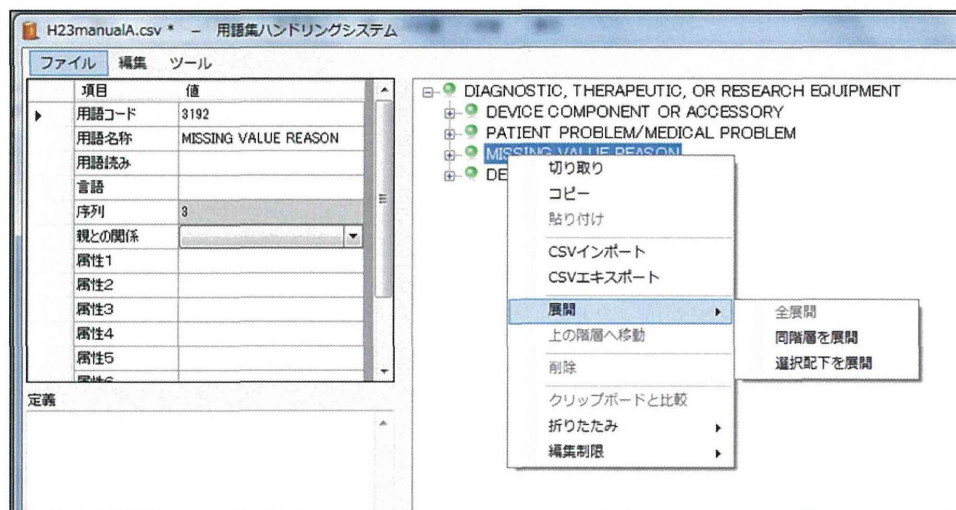 H23manualA.csv * － 用語集ハンドリングシステム
ファイル 編集 ツール
項目 値
用語コード 3192
用語名称 MISSING VALUE REASON
用語読み
言語
序列 3
親との関係
属性1
属性2
属性3
属性4
属性5
定義
DIAGNOSTIC, THERAPEUTIC, OR RESEARCH EQUIPMENT
DEVICE COMPONENT OR ACCESSORY
PATIENT PROBLEM/MEDICAL PROBLEM
MISSING VALUE REASON
DE
切り取り
コピー
貼り付け
CSVインポート
CSVエキスポート
展開
上の階層へ移動
削除
クリップボードと比較
折りたたみ
編集制限
全展開
同階層を展開
選択配下を展開